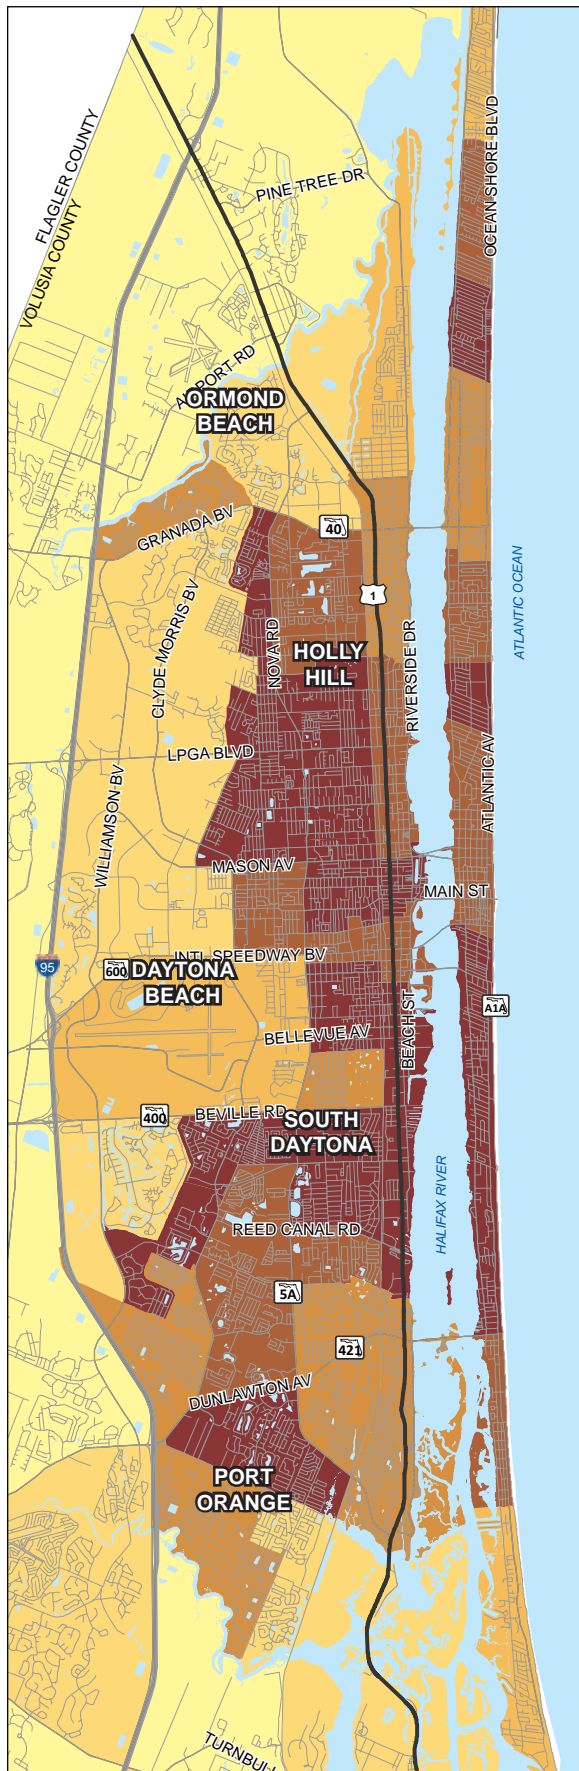 OCEAN SHORE BLVD
FLAGLER COUNTY
VOLUSIA COUNTY
PINE TREE DR
ORMOND
BEACH
40
GRANADA BV
ATLANTIC OCEAN
1
CLYDE MORRIS BV
NOVA RD
HOLLY
HILL
RIVERSIDE DR
LPGA BLVD
ATLANTIC AV
WILLIAMSON BV
MASON AV
MAIN ST
INTL SPEEDWAY BV
95
600
DAYTONA
BEACH
A1A
BEACH ST
BELLEVUE AV
400
BEVILLE RD
SOUTH
DAYTONA
HALIFAX RIVER
REED CANAL RD
5A
421
DUNLAWTON AV
PORT
ORANGE